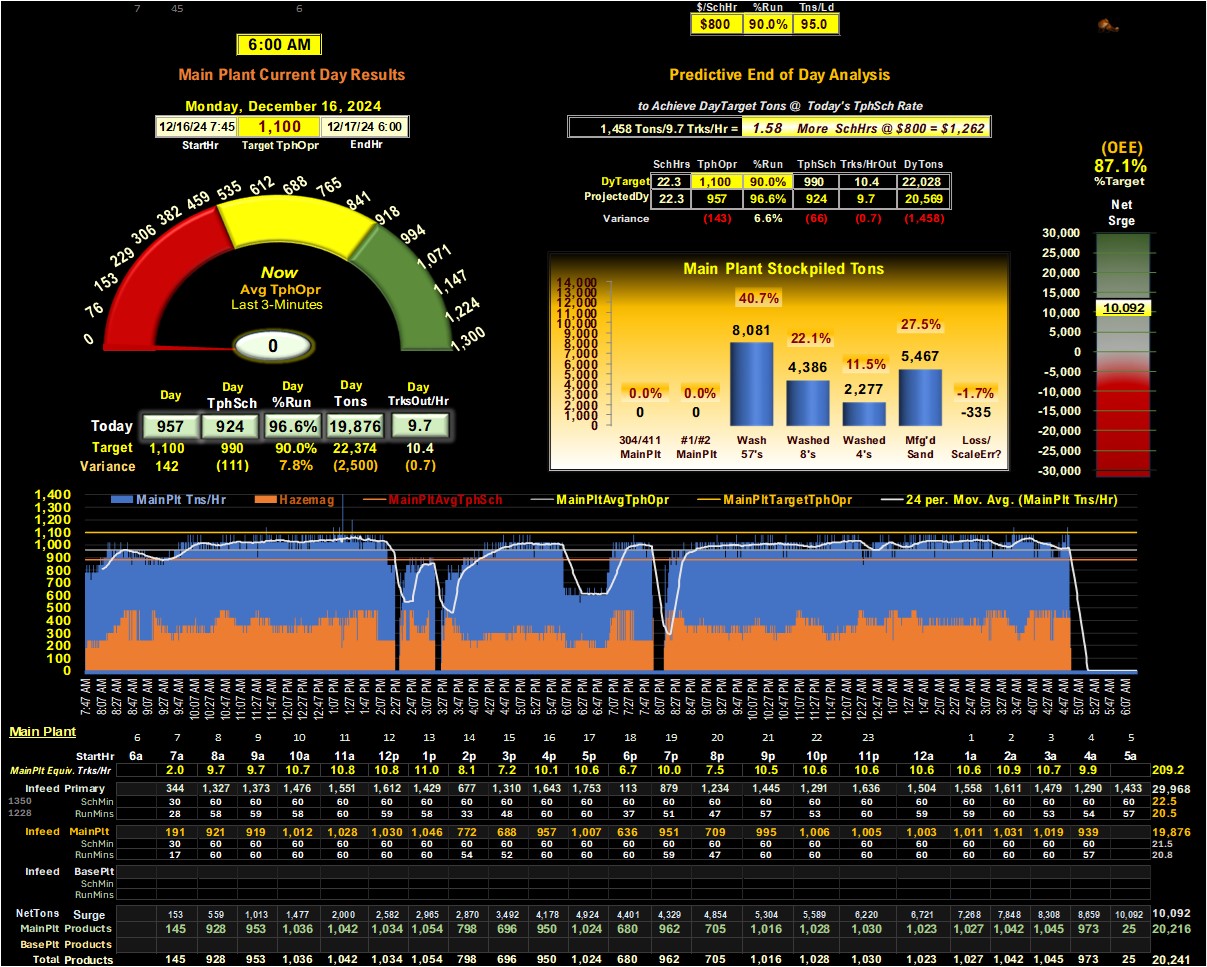 7 45 6
$/SchHr %Run Tns/Ld
$800 90.0% 95.0
6:00 AM
Main Plant Current Day Results
Predictive End of Day Analysis
Monday, December 16, 2024
to Achieve DayTarget Tons @ Today's TphSch Rate
12/16/24 7:45 1,100 12/17/24 6:00
StartHr Target TphOpr EndHr
1,458 Tons/9.7 Trks/Hr = 1.58 More SchHrs @ $800 = $1,262
(OEE)
87.1%
%Target
Net
Srge
SchHrs TphOpr %Run TphSch Trks/HrOut DyTons
DyTarget 22.3 1,100 90.0% 990 10.4 22,028
ProjectedDy 22.3 957 96.6% 924 9.7 20,569
Variance (143) 6.6% (66) (0.7) (1,458)
0 76 153 229 306 382 459 535 612 688 765 841 918 994 1,071 1,147 1,224 1,300
Now
Avg TphOpr
Last 3-Minutes
0
30,000
25,000
20,000
15,000
10,000
5,000
0
-5,000
-10,000
-15,000
-20,000
-25,000
-30,000
10,092
Main Plant Stockpiled Tons
14,000
13,000
12,000
11,000
10,000
9,000
8,000
7,000
6,000
5,000
4,000
3,000
2,000
1,000
0
0.0% 0.0% 40.7% 22.1% 11.5% 27.5% -1.7%
0 0 8,081 4,386 2,277 5,467 -335
304/411 #1/#2 Wash Washed Washed Mfg'd Loss/
MainPlt MainPlt 57's 8's 4's Sand ScaleErr?
Day Day Day Day Day
TphSch %Run Tons TrksOut/Hr
Today 957 924 96.6% 19,876 9.7
Target 1,100 990 90.0% 22,374 10.4
Variance 142 (111) 7.8% (2,500) (0.7)
MainPlt Tns/Hr Hazemag MainPltAvgTphSch MainPltAvgTphOpr MainPltTargetTphOpr 24 per. Mov. Avg. (MainPlt Tns/Hr)
1,400
1,300
1,200
1,100
1,000
900
800
700
600
500
400
300
200
100
0
7:47 AM 8:07 AM 8:27 AM 8:47 AM 9:07 AM 9:27 AM 9:47 AM 10:07 AM 10:27 AM 10:47 AM 11:07 AM 11:27 AM 11:47 AM 12:07 PM 12:27 PM 12:47 PM 1:07 PM 1:27 PM 1:47 PM 2:07 PM 2:27 PM 2:47 PM 3:07 PM 3:27 PM 3:47 PM 4:07 PM 4:27 PM 4:47 PM 5:07 PM 5:27 PM 5:47 PM 6:07 PM 6:27 PM 6:47 PM 7:07 PM 7:27 PM 7:47 PM 8:07 PM 8:27 PM 8:47 PM 9:07 PM 9:27 PM 9:47 PM 10:07 PM 10:27 PM 10:47 PM 11:07 PM 11:27 PM 11:47 PM 12:07 AM 12:27 AM 12:47 AM 1:07 AM 1:27 AM 1:47 AM 2:07 AM 2:27 AM 2:47 AM 3:07 AM 3:27 AM 3:47 AM 4:07 AM 4:27 AM 4:47 AM 5:07 AM 5:27 AM 5:47 AM 6:07 AM
Main Plant
6 7 8 9 10 11 12 13 14 15 16 17 18 19 20 21 22 23 1 2 3 4 5
StartHr 6a 7a 8a 9a 10a 11a 12p 1p 2p 3p 4p 5p 6p 7p 8p 9p 10p 11p 12a 1a 2a 3a 4a 5a
MainPlt Equiv. Trks/Hr 2.0 9.7 9.7 10.7 10.8 10.8 11.0 8.1 7.2 10.1 10.6 6.7 10.0 7.5 10.5 10.6 10.6 10.6 10.6 10.9 10.7 9.9 209.2
Infeed Primary 344 1,327 1,373 1,476 1,551 1,612 1,429 677 1,310 1,643 1,753 113 879 1,234 1,445 1,291 1,636 1,504 1,558 1,611 1,479 1,290 1,433 29,968
1350 SchMin 30 60 60 60 60 60 60 60 60 60 60 60 60 60 60 60 60 60 60 60 60 60 60 22.5
1228 RunMins 28 58 59 58 60 59 58 33 48 60 60 37 51 47 57 53 60 59 59 60 53 54 57 20.5
Infeed MainPlt 191 921 919 1,012 1,028 1,030 1,046 772 688 957 1,007 636 951 709 995 1,006 1,005 1,003 1,011 1,031 1,019 939 19,876
SchMin 30 60 60 60 60 60 60 60 60 60 60 60 60 60 60 60 60 60 60 60 60 60 21.5
RunMins 17 60 60 60 60 60 60 54 52 60 60 60 59 47 60 60 60 60 60 60 60 57 20.8
Infeed BasePlt
SchMin
RunMins
NetTons Surge 153 559 1,013 1,477 2,000 2,582 2,965 2,870 3,492 4,178 4,924 4,401 4,329 4,854 5,304 5,589 6,220 6,721 7,268 7,848 8,308 8,659 10,092 10,092
MainPlt Products 145 928 953 1,036 1,042 1,034 1,054 798 696 950 1,024 680 962 705 1,016 1,028 1,030 1,023 1,027 1,042 1,045 973 25 20,216
BasePlt Products
Total Products 145 928 953 1,036 1,042 1,034 1,054 798 696 950 1,024 680 962 705 1,016 1,028 1,030 1,023 1,027 1,042 1,045 973 25 20,241